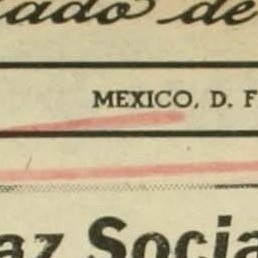 ado de
MEXICO, D. F
az Socia